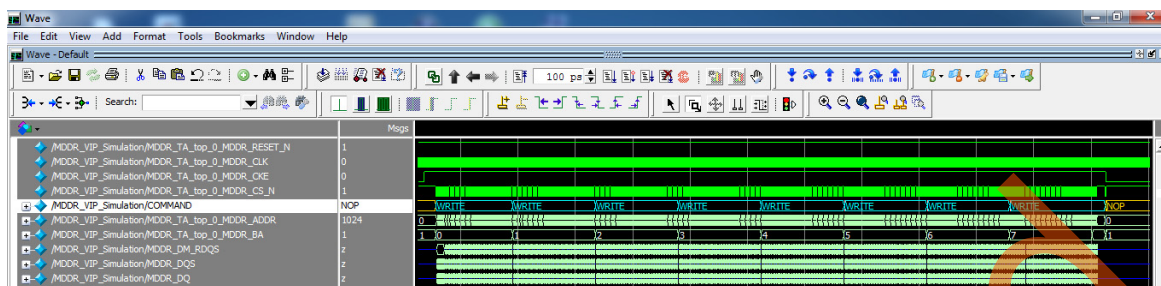 Wave
File Edit View Add Format Tools Bookmarks Window Help
Wave - Default
100 ps
Search:
Msgs
/MDDR_VIP_Simulation/MDDR_TA_top_0_MDDR_RESET_N 1
/MDDR_VIP_Simulation/MDDR_TA_top_0_MDDR_CLK 0
/MDDR_VIP_Simulation/MDDR_TA_top_0_MDDR_CKE 0
/MDDR_VIP_Simulation/MDDR_TA_top_0_MDDR_CS_N 1
/MDDR_VIP_Simulation/COMMAND NOP WRITE WRITE WRITE WRITE WRITE WRITE WRITE WRITE NOP
/MDDR_VIP_Simulation/MDDR_TA_top_0_MDDR_ADDR 1024 0 0
/MDDR_VIP_Simulation/MDDR_TA_top_0_MDDR_BA 1 1 0 1 2 3 4 5 6 7 1
/MDDR_VIP_Simulation/MDDR_DM_RDQS z
/MDDR_VIP_Simulation/MDDR_DQS z
/MDDR_VIP_Simulation/MDDR_DQ z